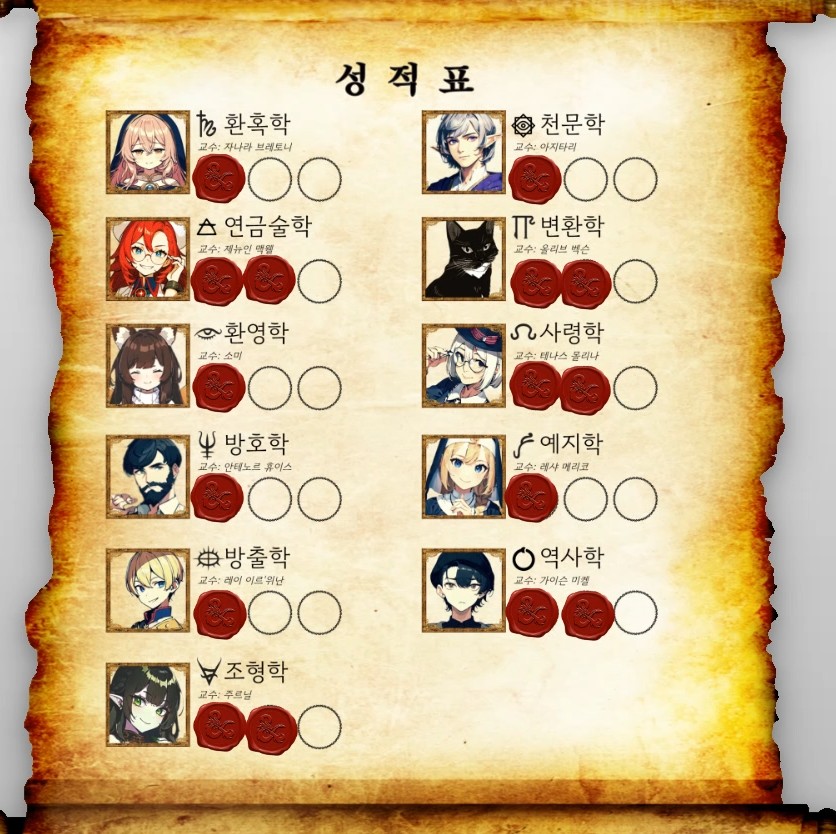 성적표
환혹학
교수: 자나라 브레토니
연금술학
교수: 제뉴인 맥웰
환영학
교수: 소미
방호학
교수: 안테노르 휴이스
방출학
교수: 레이 이르'위난
조형학
교수: 주르닐
천문학
교수: 아지타리
변환학
교수: 올리브 벡슨
사령학
교수: 테나스 올리나
예지학
교수: 레샤 메리코
역사학
교수: 가이슨 미켈